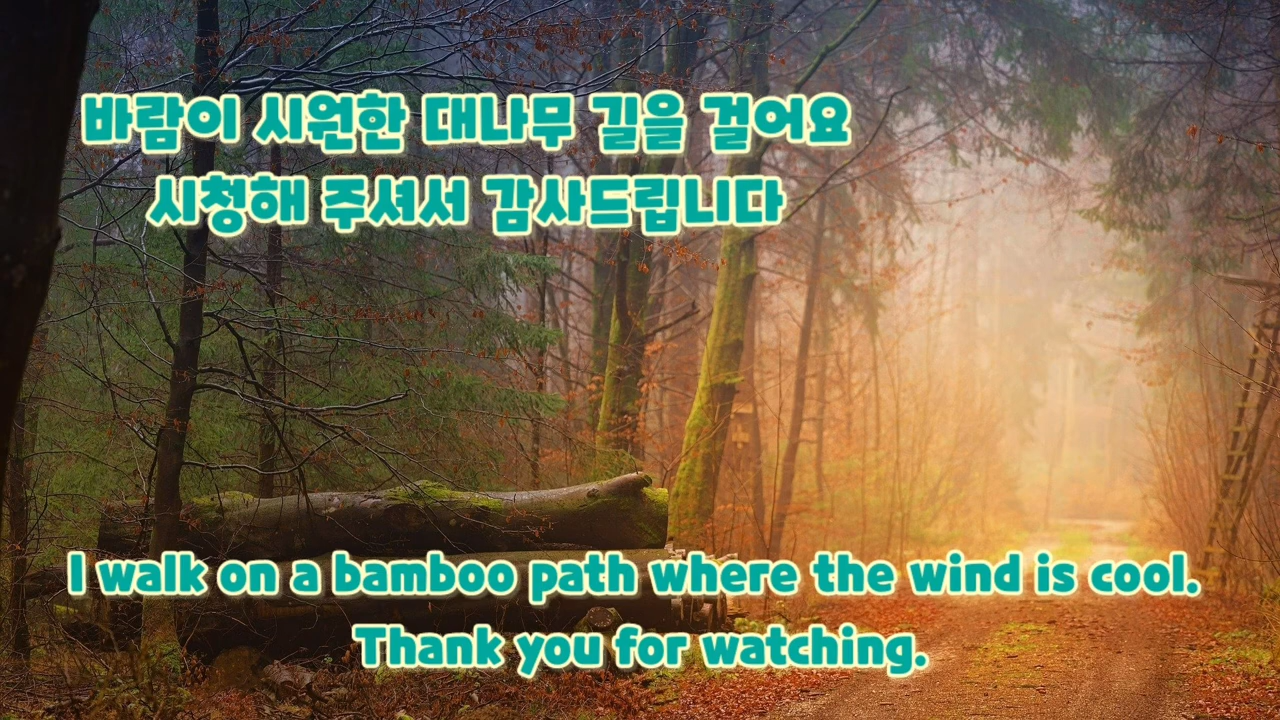 바람이 시원한 대나무 길을 걸어요
시청해 주셔서 감사드립니다
I walk on a bamboo path where the wind is cool.
Thank you for watching.